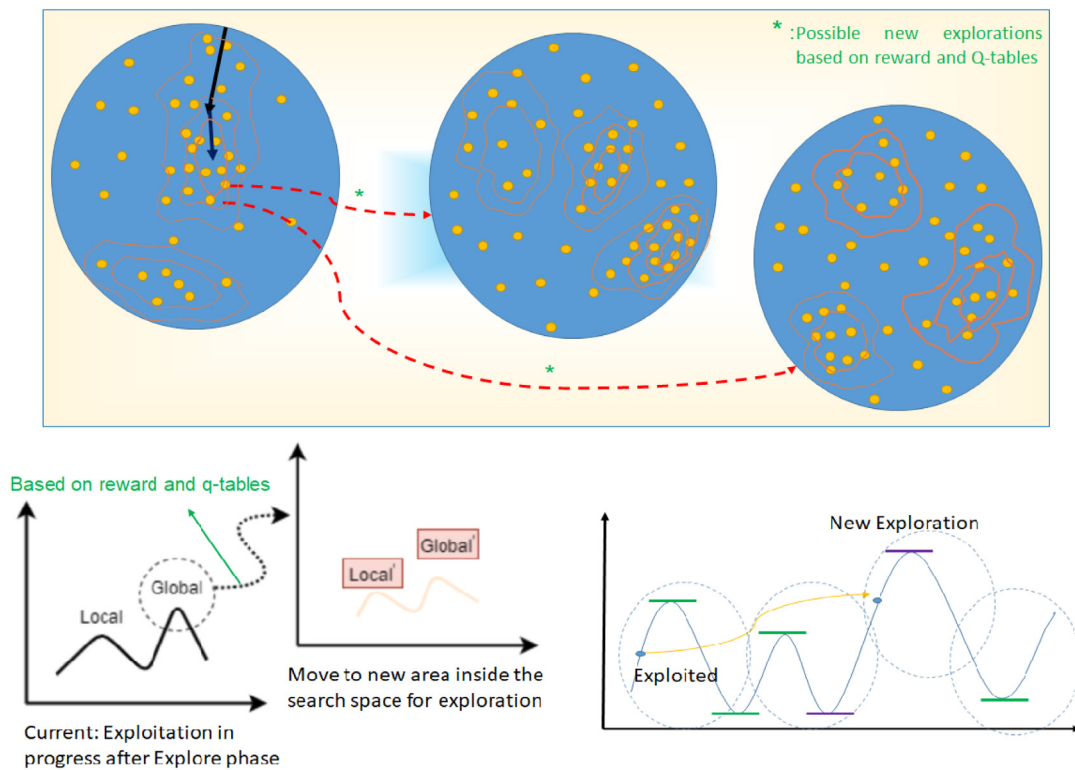 * :Possible new explorations
based on reward and Q-tables
*
*
Based on reward and q-tables
Local
Global
Local'
Global'
Current: Exploitation in
progress after Explore phase
Move to new area inside the
search space for exploration
New Exploration
Exploited